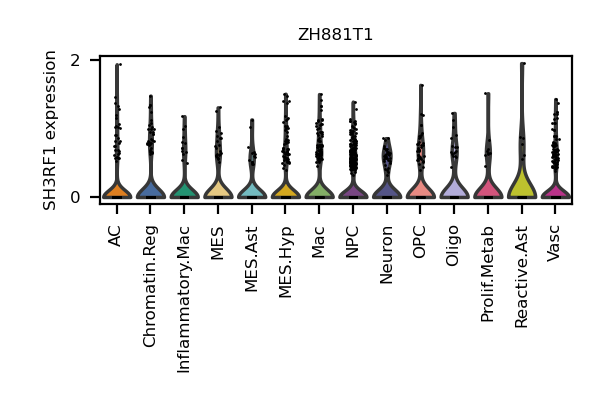 ZH881T1
SH3RF1 expression
2
0
AC
Chromatin.Reg
Inflammatory.Mac
MES
MES.Ast
MES.Hyp
Mac
NPC
Neuron
OPC
Oligo
Prolif.Metab
Reactive.Ast
Vasc